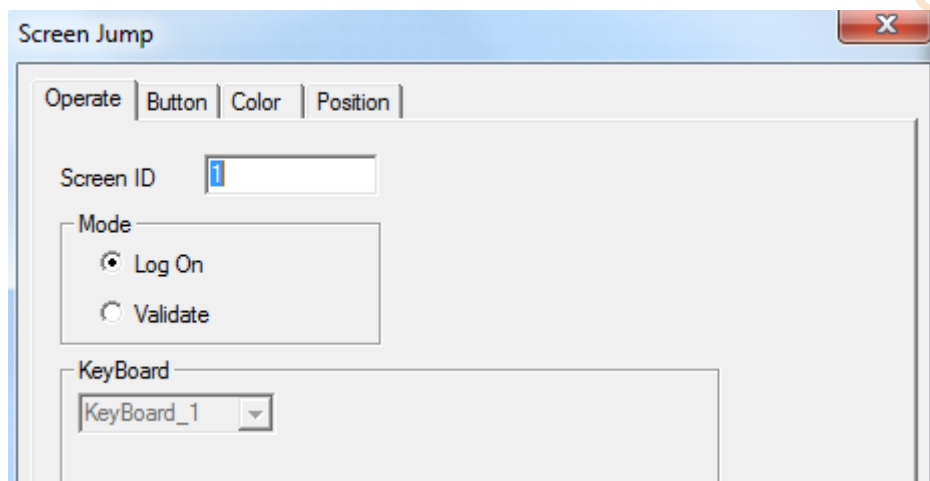 Screen Jump
Operate Button Color Position
Screen ID 1
Mode
Log On
Validate
KeyBoard
KeyBoard_1